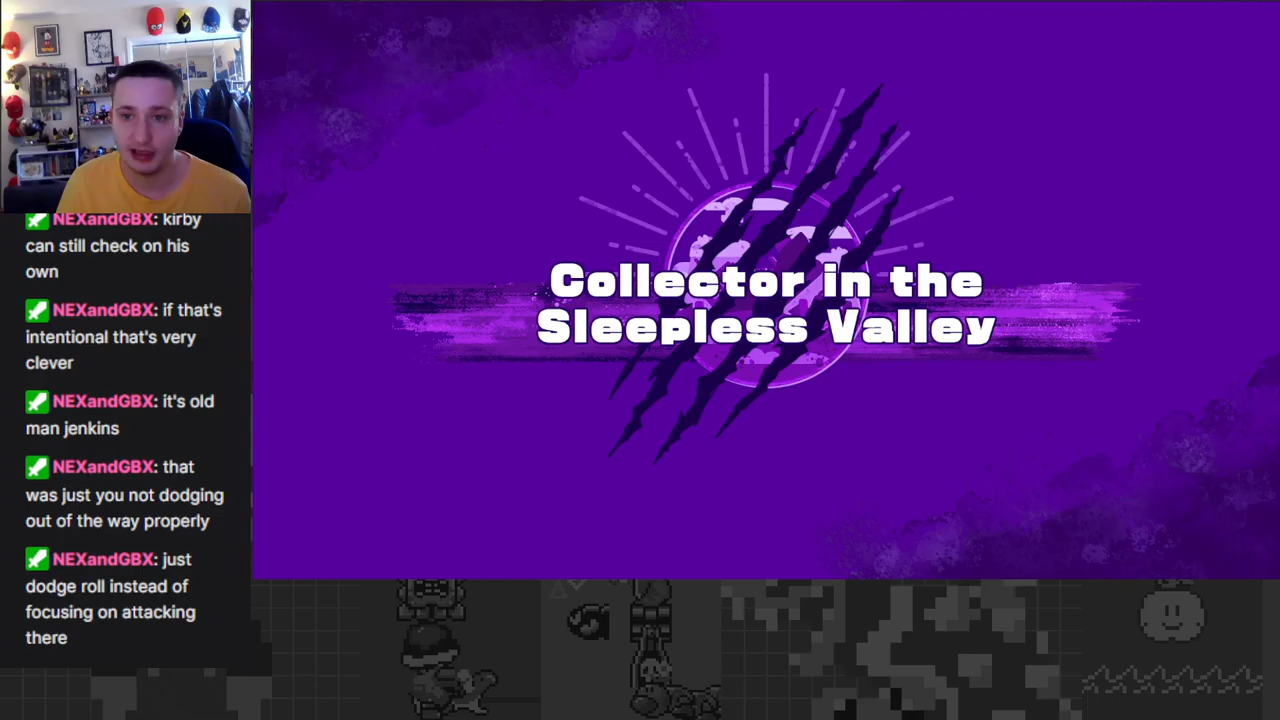 NEXandGBX: kirby
can still check on his
own
NEXandGBX: if that's
intentional that's very
clever
NEXandGBX: it's old
man jenkins
NEXandGBX: that
was just you not dodging
out of the way properly
NEXandGBX: just
dodge roll instead of
focusing on attacking
there
Collector in the
Sleepless Valley